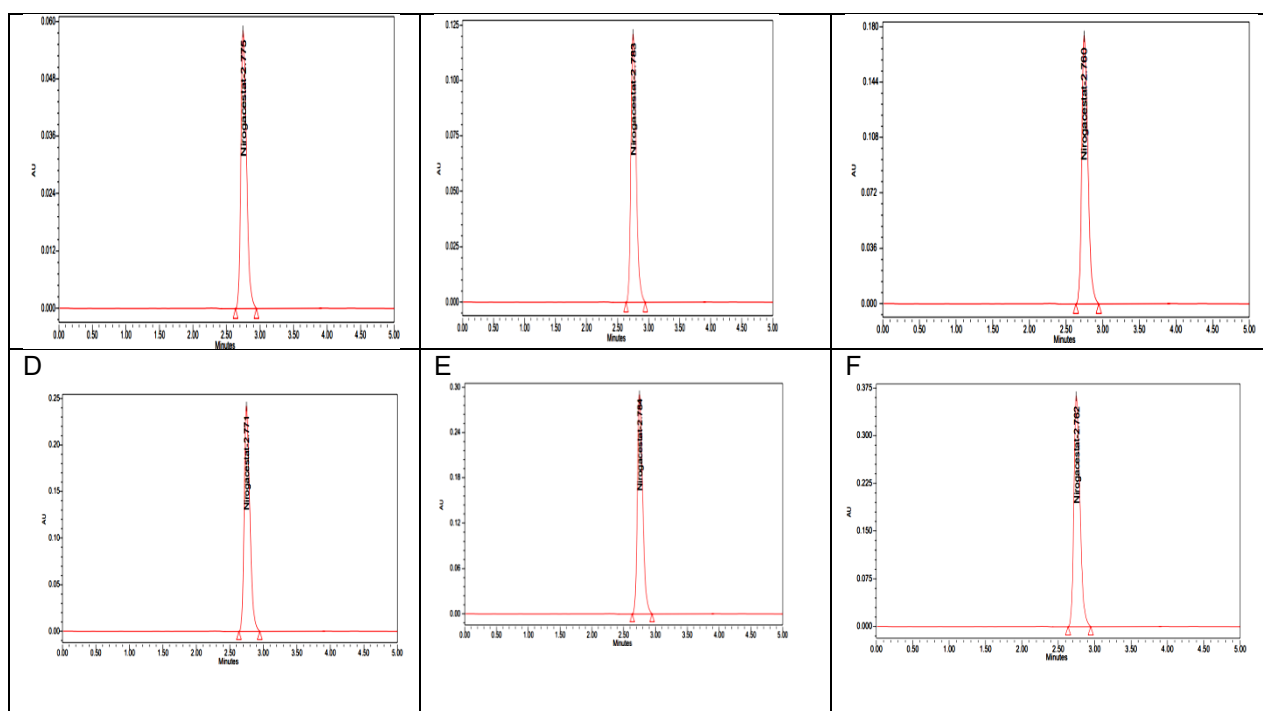 0.060
0.048
0.036
0.024
0.012
0.000
AU
Nirogacestat-2.775
0.00 0.50 1.00 1.50 2.00 2.50 3.00 3.50 4.00 4.50 5.00
Minutes
0.125
0.100
0.075
0.050
0.025
0.000
AU
Nirogacestat-2.783
0.00 0.50 1.00 1.50 2.00 2.50 3.00 3.50 4.00 4.50 5.00
Minutes
0.180
0.144
0.108
0.072
0.036
0.000
AU
Nirogacestat-2.760
0.00 0.50 1.00 1.50 2.00 2.50 3.00 3.50 4.00 4.50 5.00
Minutes
D
0.25
0.20
0.15
0.10
0.05
0.00
AU
Nirogacestat-2.771
0.00 0.50 1.00 1.50 2.00 2.50 3.00 3.50 4.00 4.50 5.00
Minutes
E
0.30
0.24
0.18
0.12
0.06
0.00
AU
Nirogacestat-2.784
0.00 0.50 1.00 1.50 2.00 2.50 3.00 3.50 4.00 4.50 5.00
Minutes
F
0.375
0.300
0.225
0.150
0.075
0.000
AU
Nirogacestat-2.762
0.00 0.50 1.00 1.50 2.00 2.50 3.00 3.50 4.00 4.50 5.00
Minutes